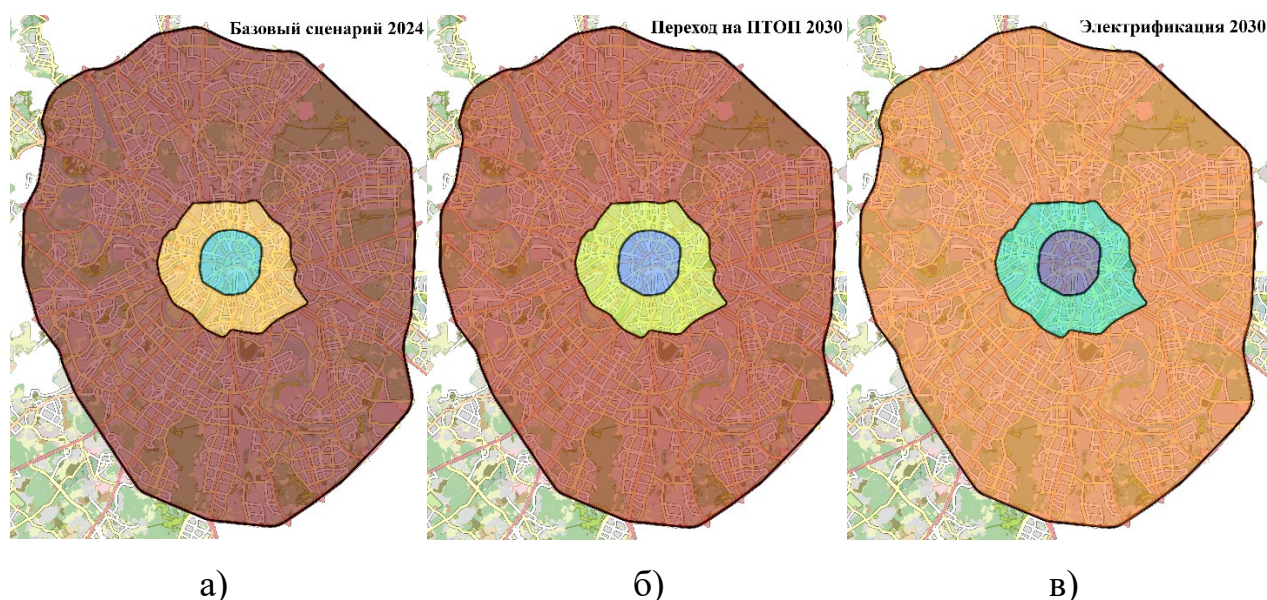 Базовый сценарий 2024
Переход на ПТОП 2030
Электрификация 2030
а)
б)
в)